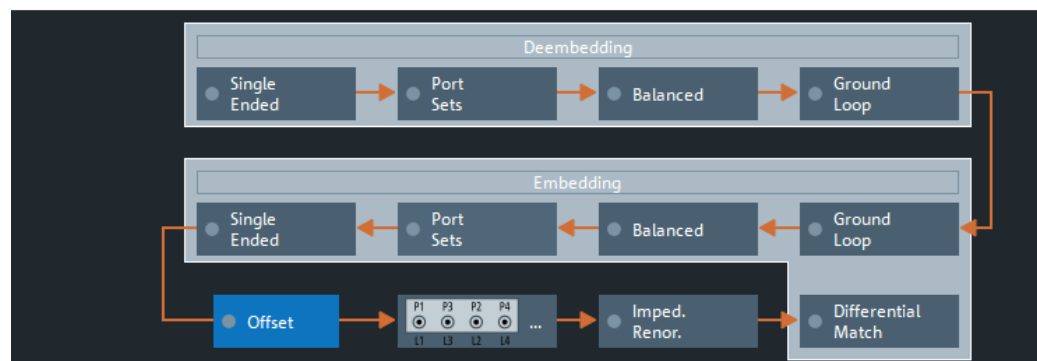 Deembedding
Single
Ended
Port
Sets
Balanced
Ground
Loop
Embedding
Single
Ended
Port
Sets
Balanced
Ground
Loop
Offset
P1 P3 P2 P4
...
L1 L3 L2 L4
Imped.
Renor.
Differential
Match